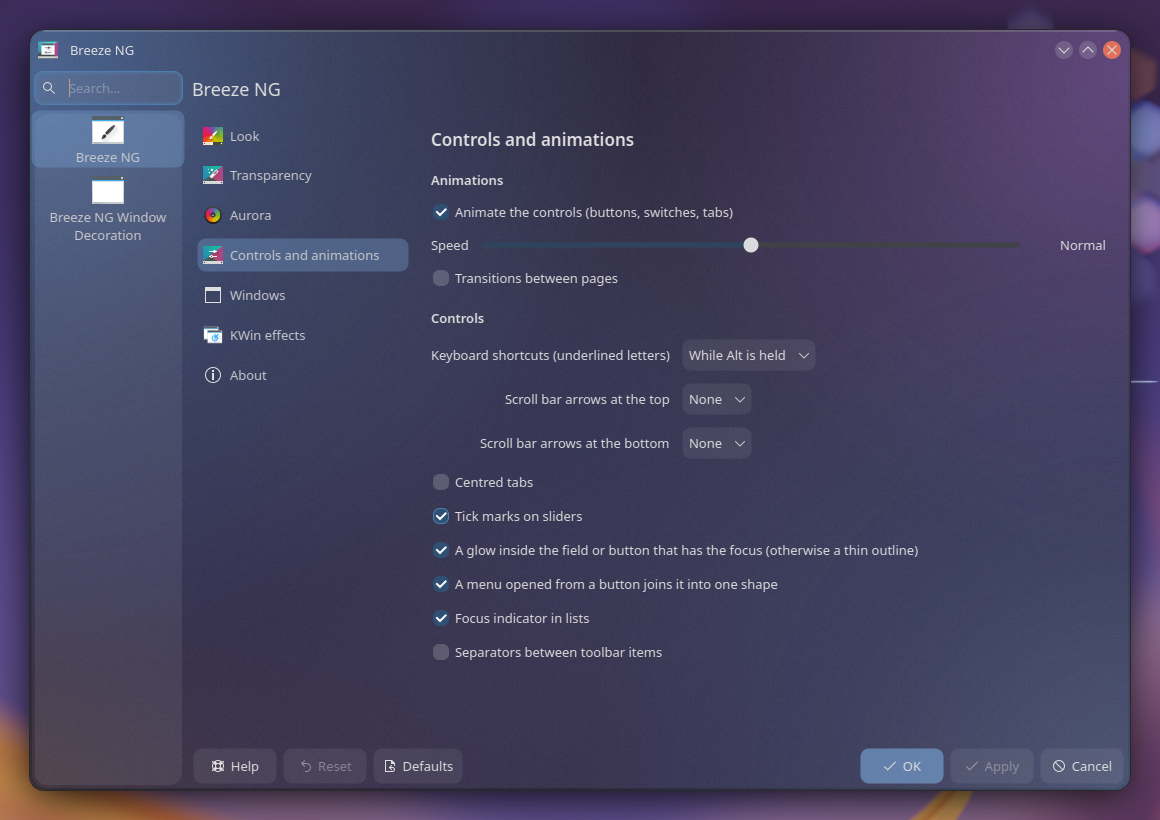 Breeze NG
Search...
Breeze NG
Breeze NG
Breeze NG Window
Decoration
Look
Transparency
Aurora
Controls and animations
Windows
KWin effects
About
Controls and animations
Animations
Animate the controls (buttons, switches, tabs)
Speed
Normal
Transitions between pages
Controls
Keyboard shortcuts (underlined letters)
While Alt is held
Scroll bar arrows at the top
None
Scroll bar arrows at the bottom
None
Centred tabs
Tick marks on sliders
A glow inside the field or button that has the focus (otherwise a thin outline)
A menu opened from a button joins it into one shape
Focus indicator in lists
Separators between toolbar items
Help
Reset
Defaults
OK
Apply
Cancel